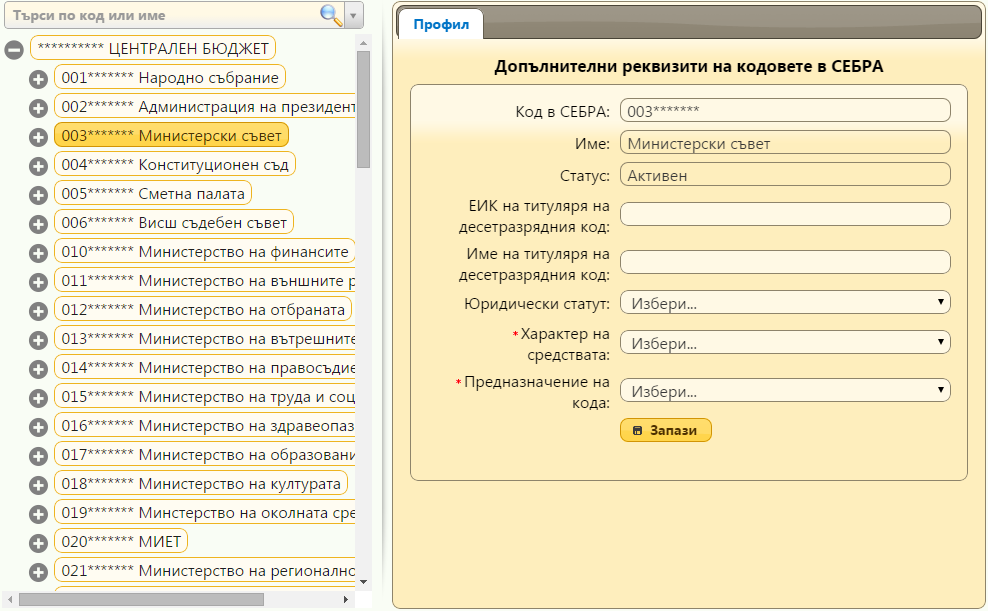 Търси по код или име
********** ЦЕНТРАЛЕН БЮДЖЕТ
001******* Народно събрание
002******* Администрация на президент
003******* Министерски съвет
004******* Конституционен съд
005******* Сметна палата
006******* Висш съдебен съвет
010******* Министерство на финансите
011******* Министерство на външните р
012******* Министерство на отбраната
013******* Министерство на вътрешните
014******* Министерство на правосъдие
015******* Министерство на труда и соц
016******* Министерство на здравеопаз
017******* Министерство на образовани
018******* Министерство на културата
019******* Минстерство на околната сре
020******* МИЕТ
021******* Министерство на регионално
Профил
Допълнителни реквизити на кодовете в СЕБРА
Код в СЕБРА: 003*******
Име: Министерски съвет
Статус: Активен
ЕИК на титуляря на
десетразрядния код:
Име на титуляря на
десетразрядния код:
Юридически статут: Избери...
*Характер на
средствата: Избери...
*Предназначение на
кода: Избери...
Запази